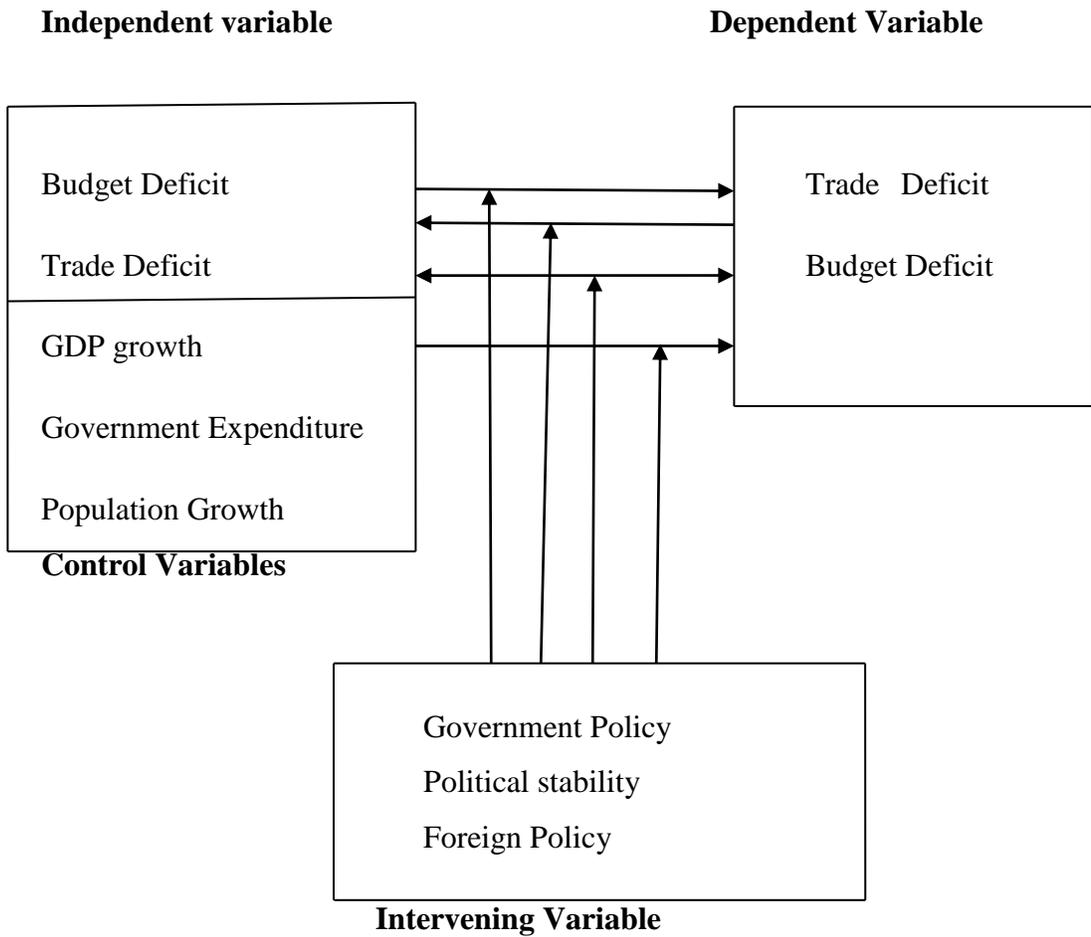 Independent variable
Dependent Variable
Budget Deficit
Trade Deficit
GDP growth
Government Expenditure
Population Growth
Control Variables
Trade Deficit
Budget Deficit
Government Policy
Political stability
Foreign Policy
Intervening Variable